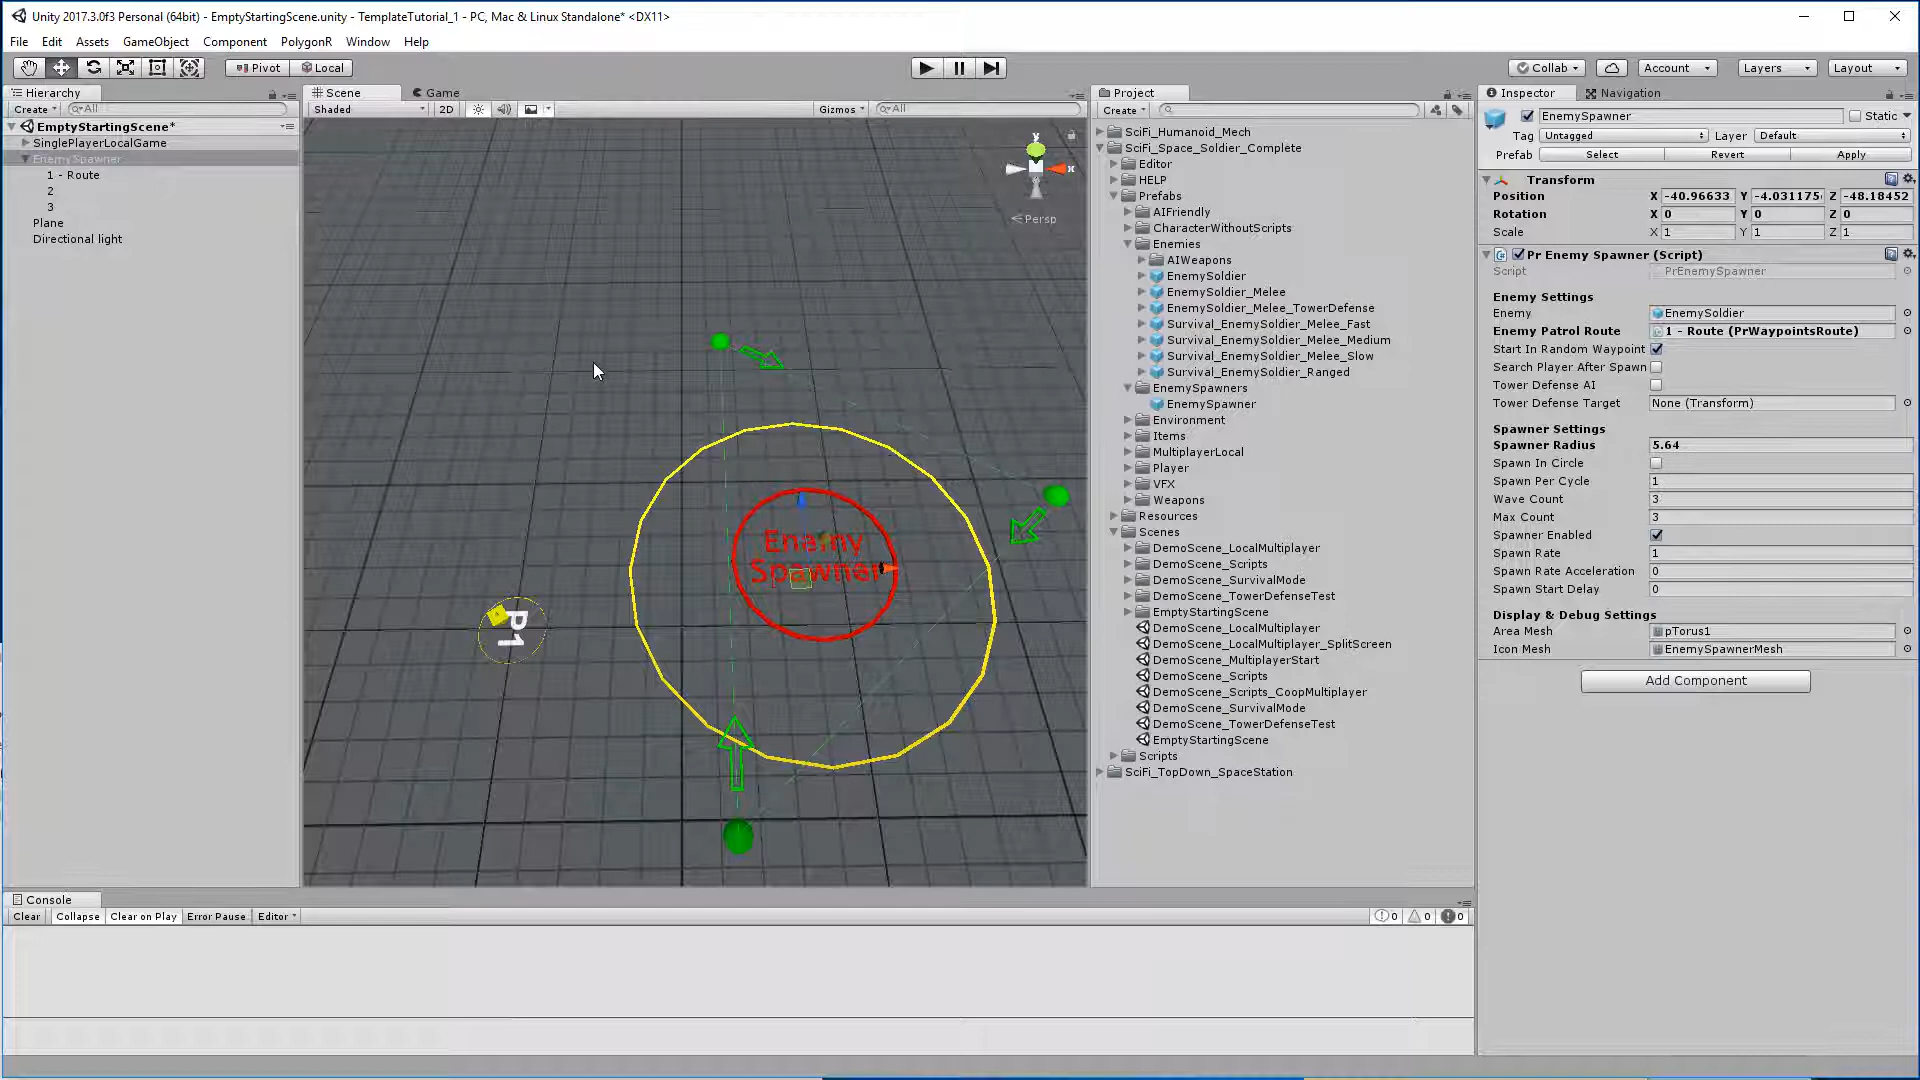 Unity 2017.3.0f3 Personal (64bit) - EmptyStartingScene.unity - TemplateTutorial_1 - PC, Mac & Linux Standalone* <DX11>
File Edit Assets GameObject Component PolygonR Window Help
Pivot Local Collab Account Layers Layout
Hierarchy
Create All
EmptyStartingScene*
SinglePlayerLocalGame
EnemySpawner
1 - Route
2
3
Plane
Directional light
Scene Game
Shaded 2D Gizmos All
y
x
Persp
Enemy
Spawner
P1
Project
Create
SciFi_Humanoid_Mech
SciFi_Space_Soldier_Complete
Editor
HELP
Prefabs
AIFriendly
CharacterWithoutScripts
Enemies
AIWeapons
EnemySoldier
EnemySoldier_Melee
EnemySoldier_Melee_TowerDefense
Survival_EnemySoldier_Melee_Fast
Survival_EnemySoldier_Melee_Medium
Survival_EnemySoldier_Melee_Slow
Survival_EnemySoldier_Ranged
EnemySpawners
EnemySpawner
Environment
Items
MultiplayerLocal
Player
VFX
Weapons
Resources
Scenes
DemoScene_LocalMultiplayer
DemoScene_Scripts
DemoScene_SurvivalMode
DemoScene_TowerDefenseTest
EmptyStartingScene
DemoScene_LocalMultiplayer
DemoScene_LocalMultiplayer_SplitScreen
DemoScene_MultiplayerStart
DemoScene_Scripts
DemoScene_Scripts_CoopMultiplayer
DemoScene_SurvivalMode
DemoScene_TowerDefenseTest
EmptyStartingScene
Scripts
SciFi_TopDown_SpaceStation
Inspector Navigation
EnemySpawner Static
Tag Untagged Layer Default
Prefab Select Revert Apply
Transform
Position X -40.96633 Y -4.031175 Z -48.18452
Rotation X 0 Y 0 Z 0
Scale X 1 Y 1 Z 1
Pr Enemy Spawner (Script)
Script PrEnemySpawner
Enemy Settings
Enemy EnemySoldier
Enemy Patrol Route 1 - Route (PrWaypointsRoute)
Start In Random Waypoint
Search Player After Spawn
Tower Defense AI
Tower Defense Target None (Transform)
Spawner Settings
Spawner Radius 5.64
Spawn In Circle
Spawn Per Cycle 1
Wave Count 3
Max Count 3
Spawner Enabled
Spawn Rate 1
Spawn Rate Acceleration 0
Spawn Start Delay 0
Display & Debug Settings
Area Mesh pTorus1
Icon Mesh EnemySpawnerMesh
Add Component
Console
Clear Collapse Clear on Play Error Pause Editor 0 0 0